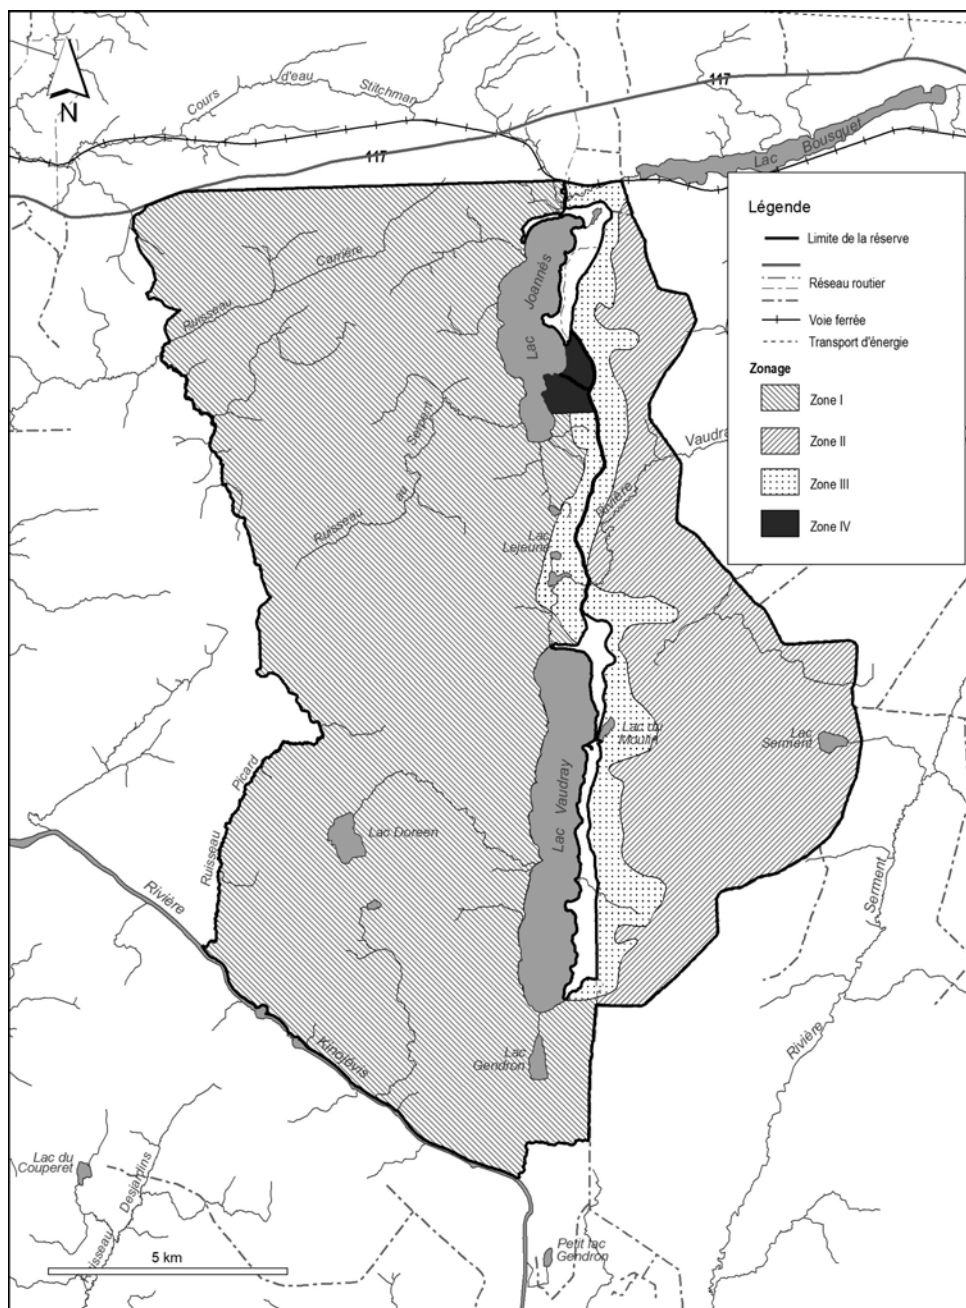 N
Cours
d'eau
Stitchman
117
117
Lac Bousquet
Légende
Limite de la réserve
Réseau routier
Voie ferrée
Transport d'énergie
Zonage
Zone I
Zone II
Zone III
Zone IV
Ruisseau
Carrière
Lac Joannès
Ruisseau
au
Serpent
Vaudray
Rivière
Lac
Lejeune
Lac du
Moulin
Lac
Serment
Ruisseau
Picard
Lac Doreen
Lac Vaudray
Rivière
Kinojévis
Serment
Rivière
Lac
Gendron
Lac du
Couperet
Ruisseau
Desjardins
5 km
Petit lac
Gendron